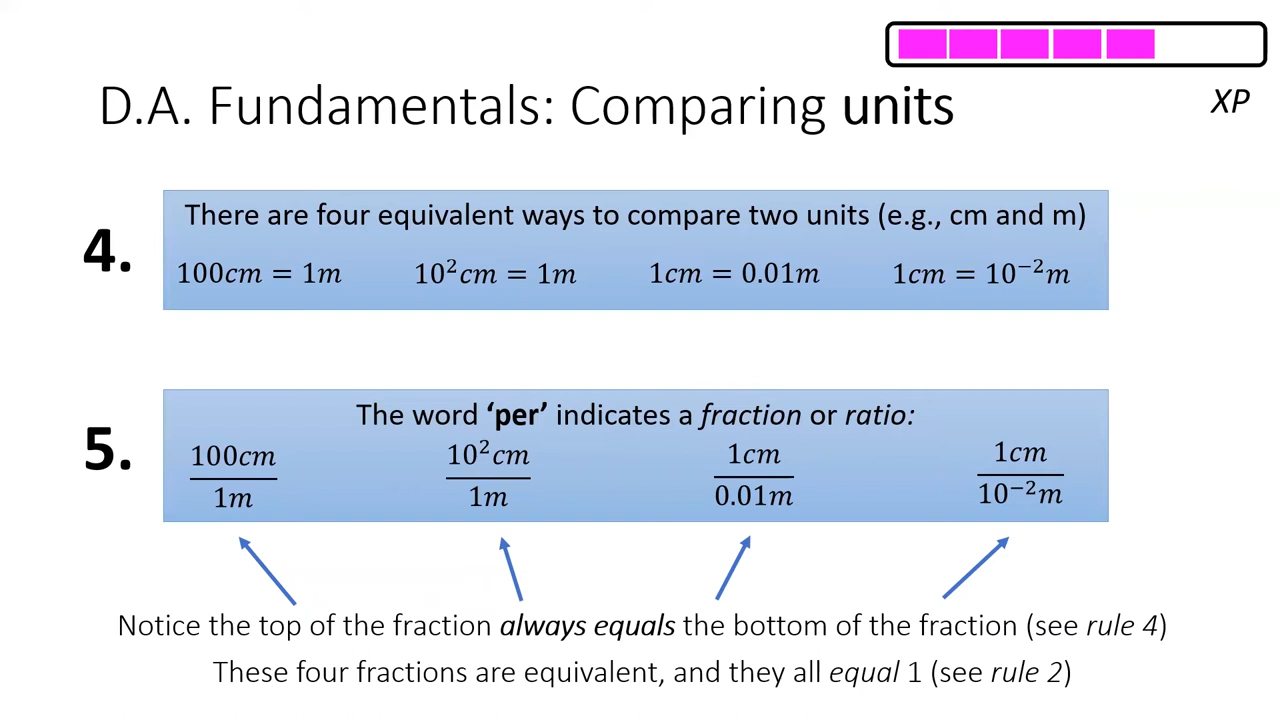 XP
D.A. Fundamentals: Comparing units
4.
There are four equivalent ways to compare two units (e.g., cm and m)
100cm = 1m 10²cm = 1m 1cm = 0.01m 1cm = 10⁻²m
5.
The word ‘per’ indicates a fraction or ratio:
100cm/1m 10²cm/1m 1cm/0.01m 1cm/10⁻²m
Notice the top of the fraction always equals the bottom of the fraction (see rule 4)
These four fractions are equivalent, and they all equal 1 (see rule 2)